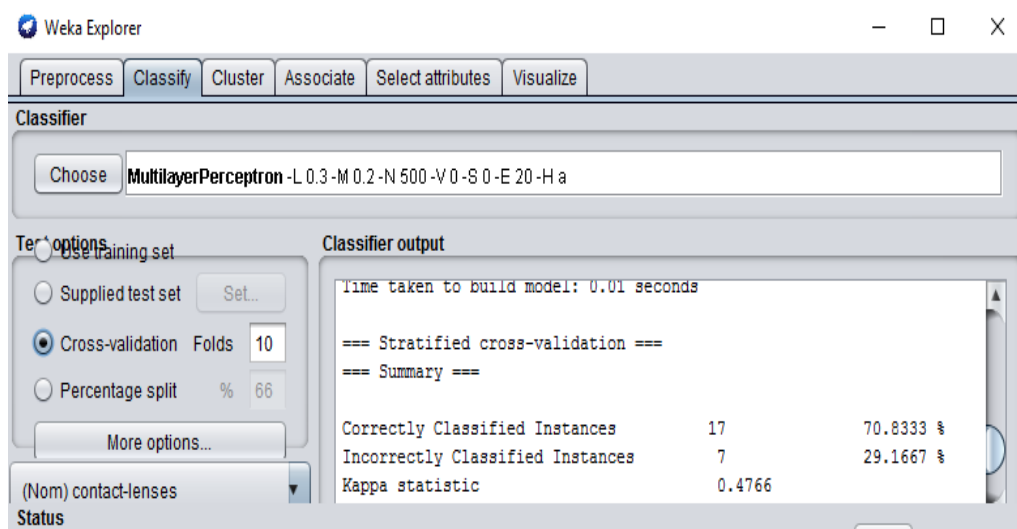 Weka Explorer
Preprocess Classify Cluster Associate Select attributes Visualize
Classifier
Choose MultilayerPerceptron -L 0.3 -M 0.2 -N 500 -V 0 -S 0 -E 20 -H a
Test options
Use training set
Supplied test set Set...
Cross-validation Folds 10
Percentage split % 66
More options...
(Nom) contact-lenses
Classifier output
Time taken to build model: 0.01 seconds
=== Stratified cross-validation ===
=== Summary ===
Correctly Classified Instances 17 70.8333 %
Incorrectly Classified Instances 7 29.1667 %
Kappa statistic 0.4766
Status